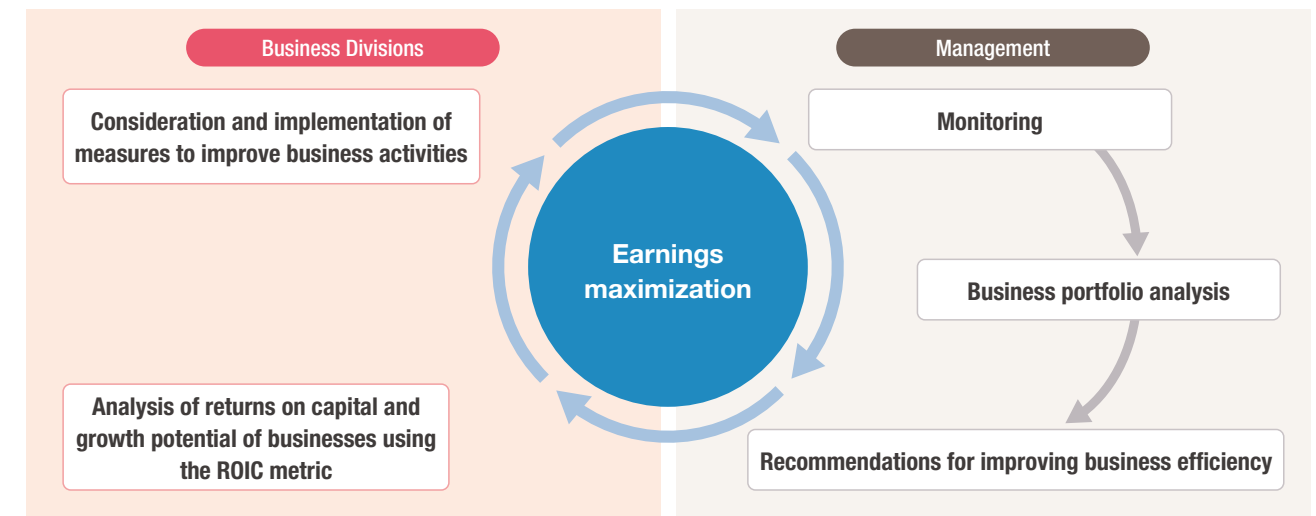 Business Divisions
Consideration and implementation of
measures to improve business activities
Analysis of returns on capital and
growth potential of businesses using
the ROIC metric
Earnings
maximization
Management
Monitoring
Business portfolio analysis
Recommendations for improving business efficiency